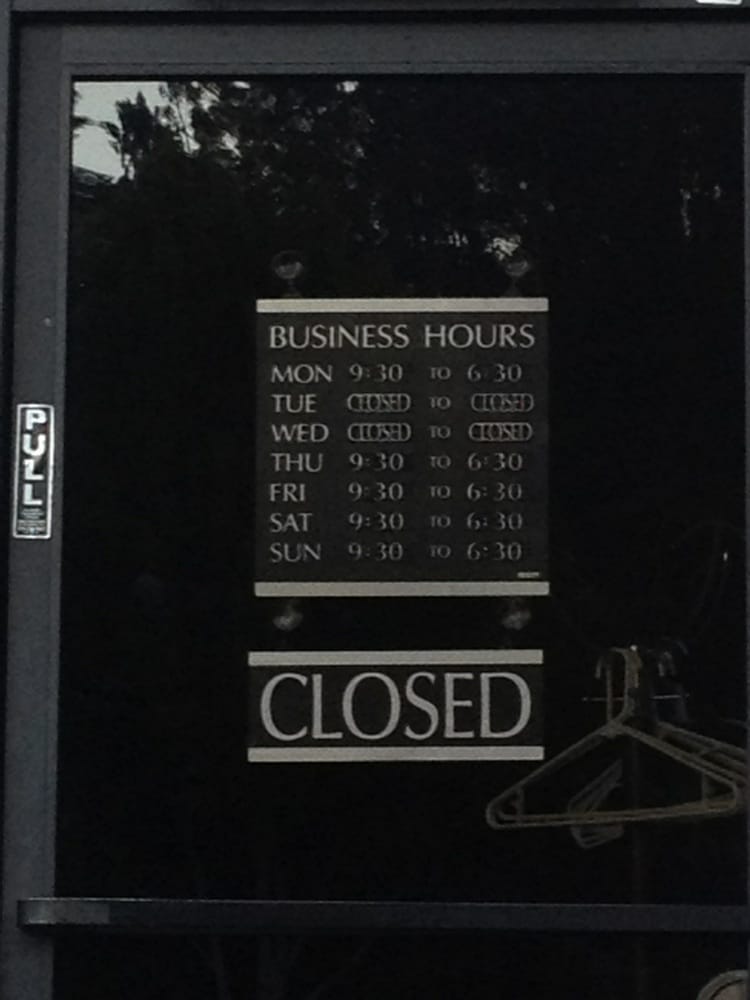 BUSINESS HOURS
MON 9:30 TO 6:30
TUE CLOSED TO CLOSED
WED CLOSED TO CLOSED
THU 9:30 TO 6:30
FRI 9:30 TO 6:30
SAT 9:30 TO 6:30
SUN 9:30 TO 6:30
CLOSED
PULL